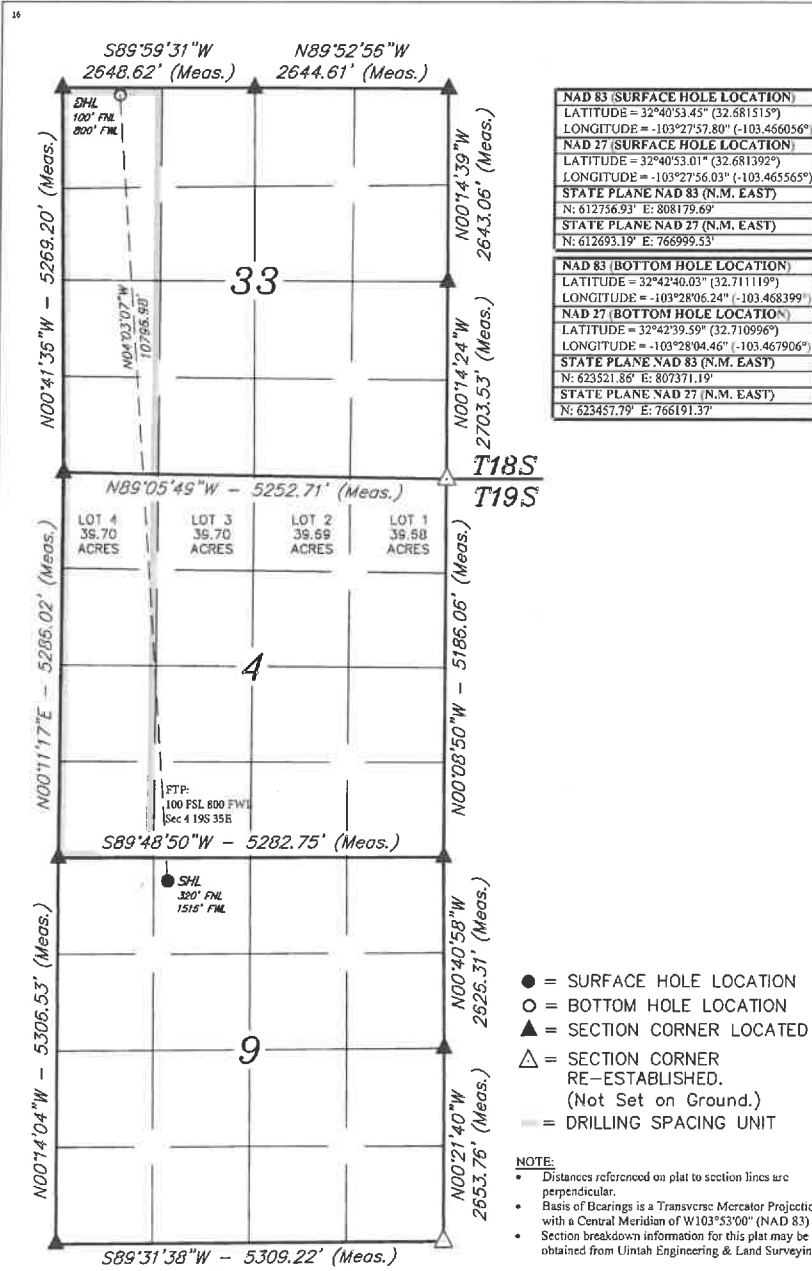 16
S89°59'31"W
2648.62' (Meas.)
N89°52'56"W
2644.61' (Meas.)
BHL
100' FNL
800' FWL
N00°41'35"W - 5269.20' (Meas.)
N04°03'07"W
10795.98'
33
N00°14'39"W
2643.06' (Meas.)
N00°14'24"W
2703.53' (Meas.)
T18S
T19S
N89°05'49"W - 5252.71' (Meas.)
LOT 4
39.70
ACRES
LOT 3
39.70
ACRES
LOT 2
39.59
ACRES
LOT 1
39.58
ACRES
N00°11'17"E - 5286.02' (Meas.)
4
N00°08'50"W - 5186.06' (Meas.)
FTP:
100 FSL 800 FWL
Sec 4 19S 35E
S89°48'50"W - 5282.75' (Meas.)
SHL
320' FNL
1515' FWL
N00°14'04"W - 5306.53' (Meas.)
9
N00°40'58"W
2626.31' (Meas.)
N00°21'40"W
2653.76' (Meas.)
S89°31'38"W - 5309.22' (Meas.)
NAD 83 (SURFACE HOLE LOCATION)
LATITUDE = 32°40'53.45" (32.681515°)
LONGITUDE = -103°27'57.80" (-103.466056°)
NAD 27 (SURFACE HOLE LOCATION)
LATITUDE = 32°40'53.01" (32.681392°)
LONGITUDE = -103°27'56.03" (-103.465565°)
STATE PLANE NAD 83 (N.M. EAST)
N: 612756.93' E: 808179.69'
STATE PLANE NAD 27 (N.M. EAST)
N: 612693.19' E: 766999.53'
NAD 83 (BOTTOM HOLE LOCATION)
LATITUDE = 32°42'40.03" (32.711119°)
LONGITUDE = -103°28'06.24" (-103.468399°)
NAD 27 (BOTTOM HOLE LOCATION)
LATITUDE = 32°42'39.59" (32.710996°)
LONGITUDE = -103°28'04.46" (-103.467906°)
STATE PLANE NAD 83 (N.M. EAST)
N: 623521.86' E: 807371.19'
STATE PLANE NAD 27 (N.M. EAST)
N: 623457.79' E: 766191.37'
● = SURFACE HOLE LOCATION
○ = BOTTOM HOLE LOCATION
▲ = SECTION CORNER LOCATED
△ = SECTION CORNER
RE-ESTABLISHED.
(Not Set on Ground.)
= DRILLING SPACING UNIT
NOTE:
• Distances referenced on plat to section lines are
perpendicular.
• Basis of Bearings is a Transverse Mercator Projectio
with a Central Meridian of W103°53'00" (NAD 83)
• Section breakdown information for this plat may be
obtained from Uintah Engineering & Land Surveyin